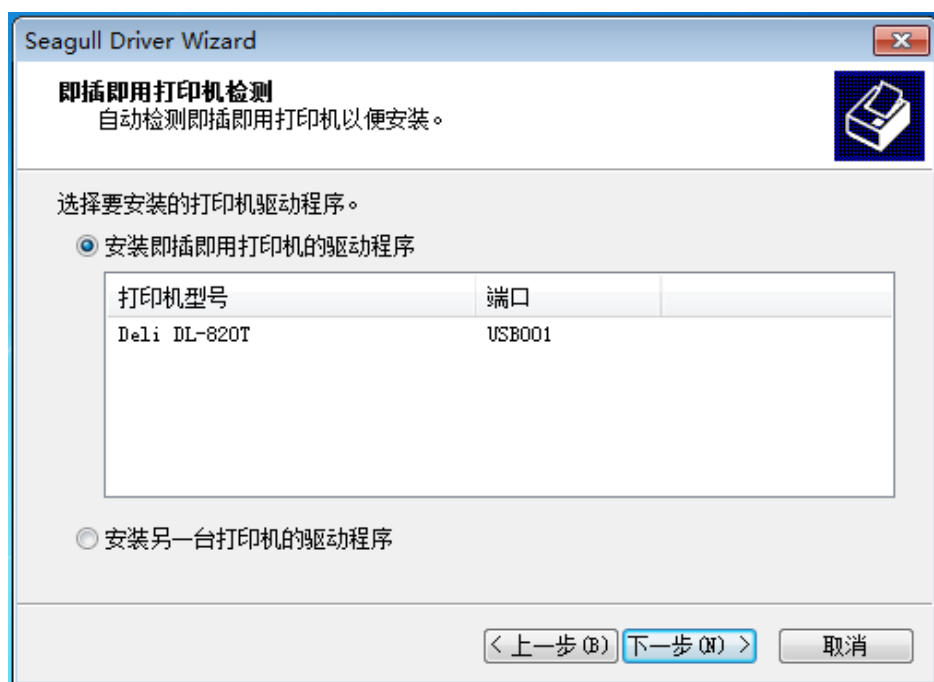 Seagull Driver Wizard
即插即用打印机检测
自动检测即插即用打印机以便安装。
选择要安装的打印机驱动程序。
安装即插即用打印机的驱动程序
打印机型号 端口
Deli DL-820T USB001
安装另一台打印机的驱动程序
< 上一步(B) 下一步(N) > 取消